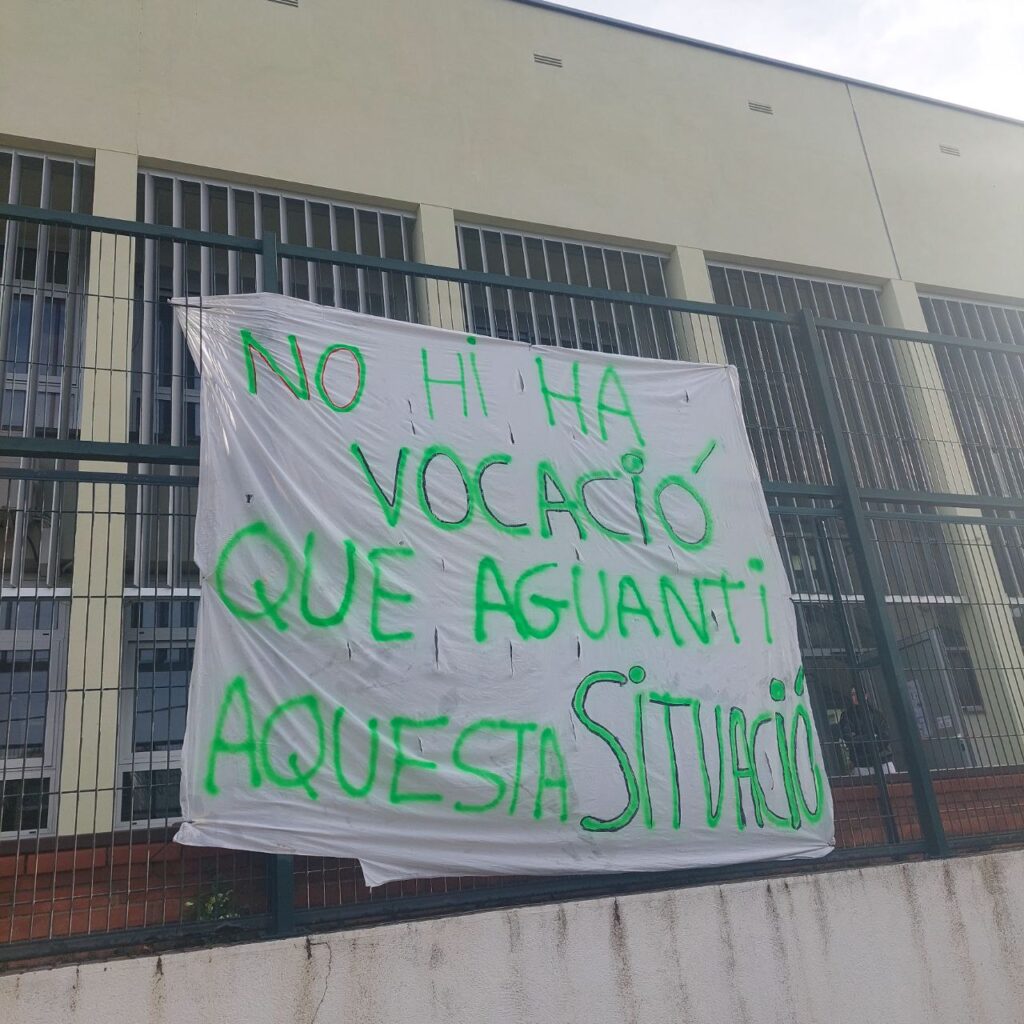 NO Hi HA
VOCACiÓ
QUE AGUANTi
AQUESTA SiTUACiÓ